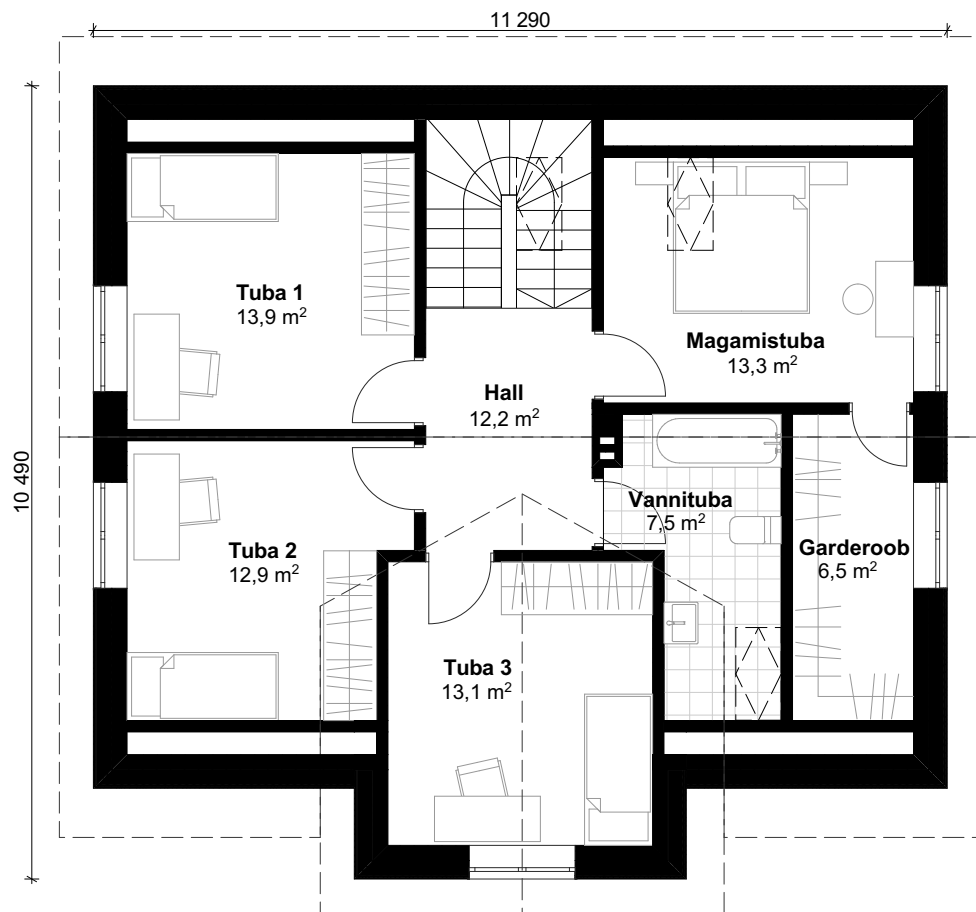 11 290
10 490
Tuba 1
13,9 m²
Magamistuba
13,3 m²
Hall
12,2 m²
Vannituba
7,5 m²
Garderoob
6,5 m²
Tuba 2
12,9 m²
Tuba 3
13,1 m²